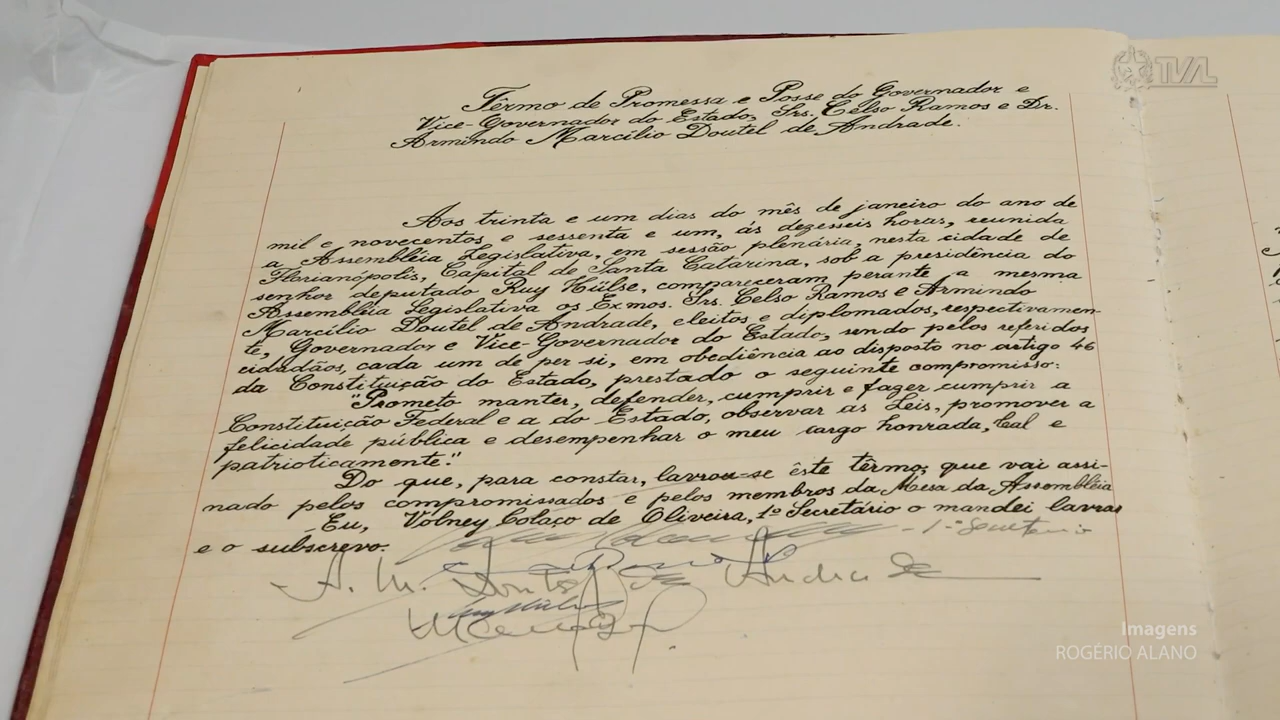 TVAL
Têrmo de Promessa e Posse do Governador e
Vice-Governador do Estado, Srs. Celso Ramos e Dr.
Armindo Marcílio Doutel de Andrade.
Aos trinta e um dias do mês de janeiro do ano de
mil e novecentos e sessenta e um, ás dezesseis horas, reunida
a Assembléia Legislativa, em sessão plenária, nesta cidade de
Florianópolis, Capital de Santa Catarina, sob a presidência do
senhor deputado Ruy Hülse, compareceram perante a mesma
Assembléia Legislativa os Exmos. Srs. Celso Ramos e Armindo
Marcílio Doutel de Andrade, eleitos e diplomados, respectivamen-
te, Governador e Vice-Governador do Estado, sendo pelos referidos
cidadãos, cada um de per si, em obediência ao disposto no artigo 46
da Constituição do Estado, prestado o seguinte compromisso:
"Prometo manter, defender, cumprir e fazer cumprir a
Constituição Federal e a do Estado, observar as Leis, promover a
felicidade pública e desempenhar o meu cargo honrada, leal e
patrioticamente."
Do que, para constar, lavrou-se êste têrmo, que vai assi-
nado pelos compromissados e pelos membros da Mesa da Assembléia.
Eu, Volney Colaço de Oliveira, 1º Secretário o mandei lavrar
e o subscrevo.
- 1º Secretário
A. M. Doutel de Andrade
Imagens
ROGÉRIO ALANO